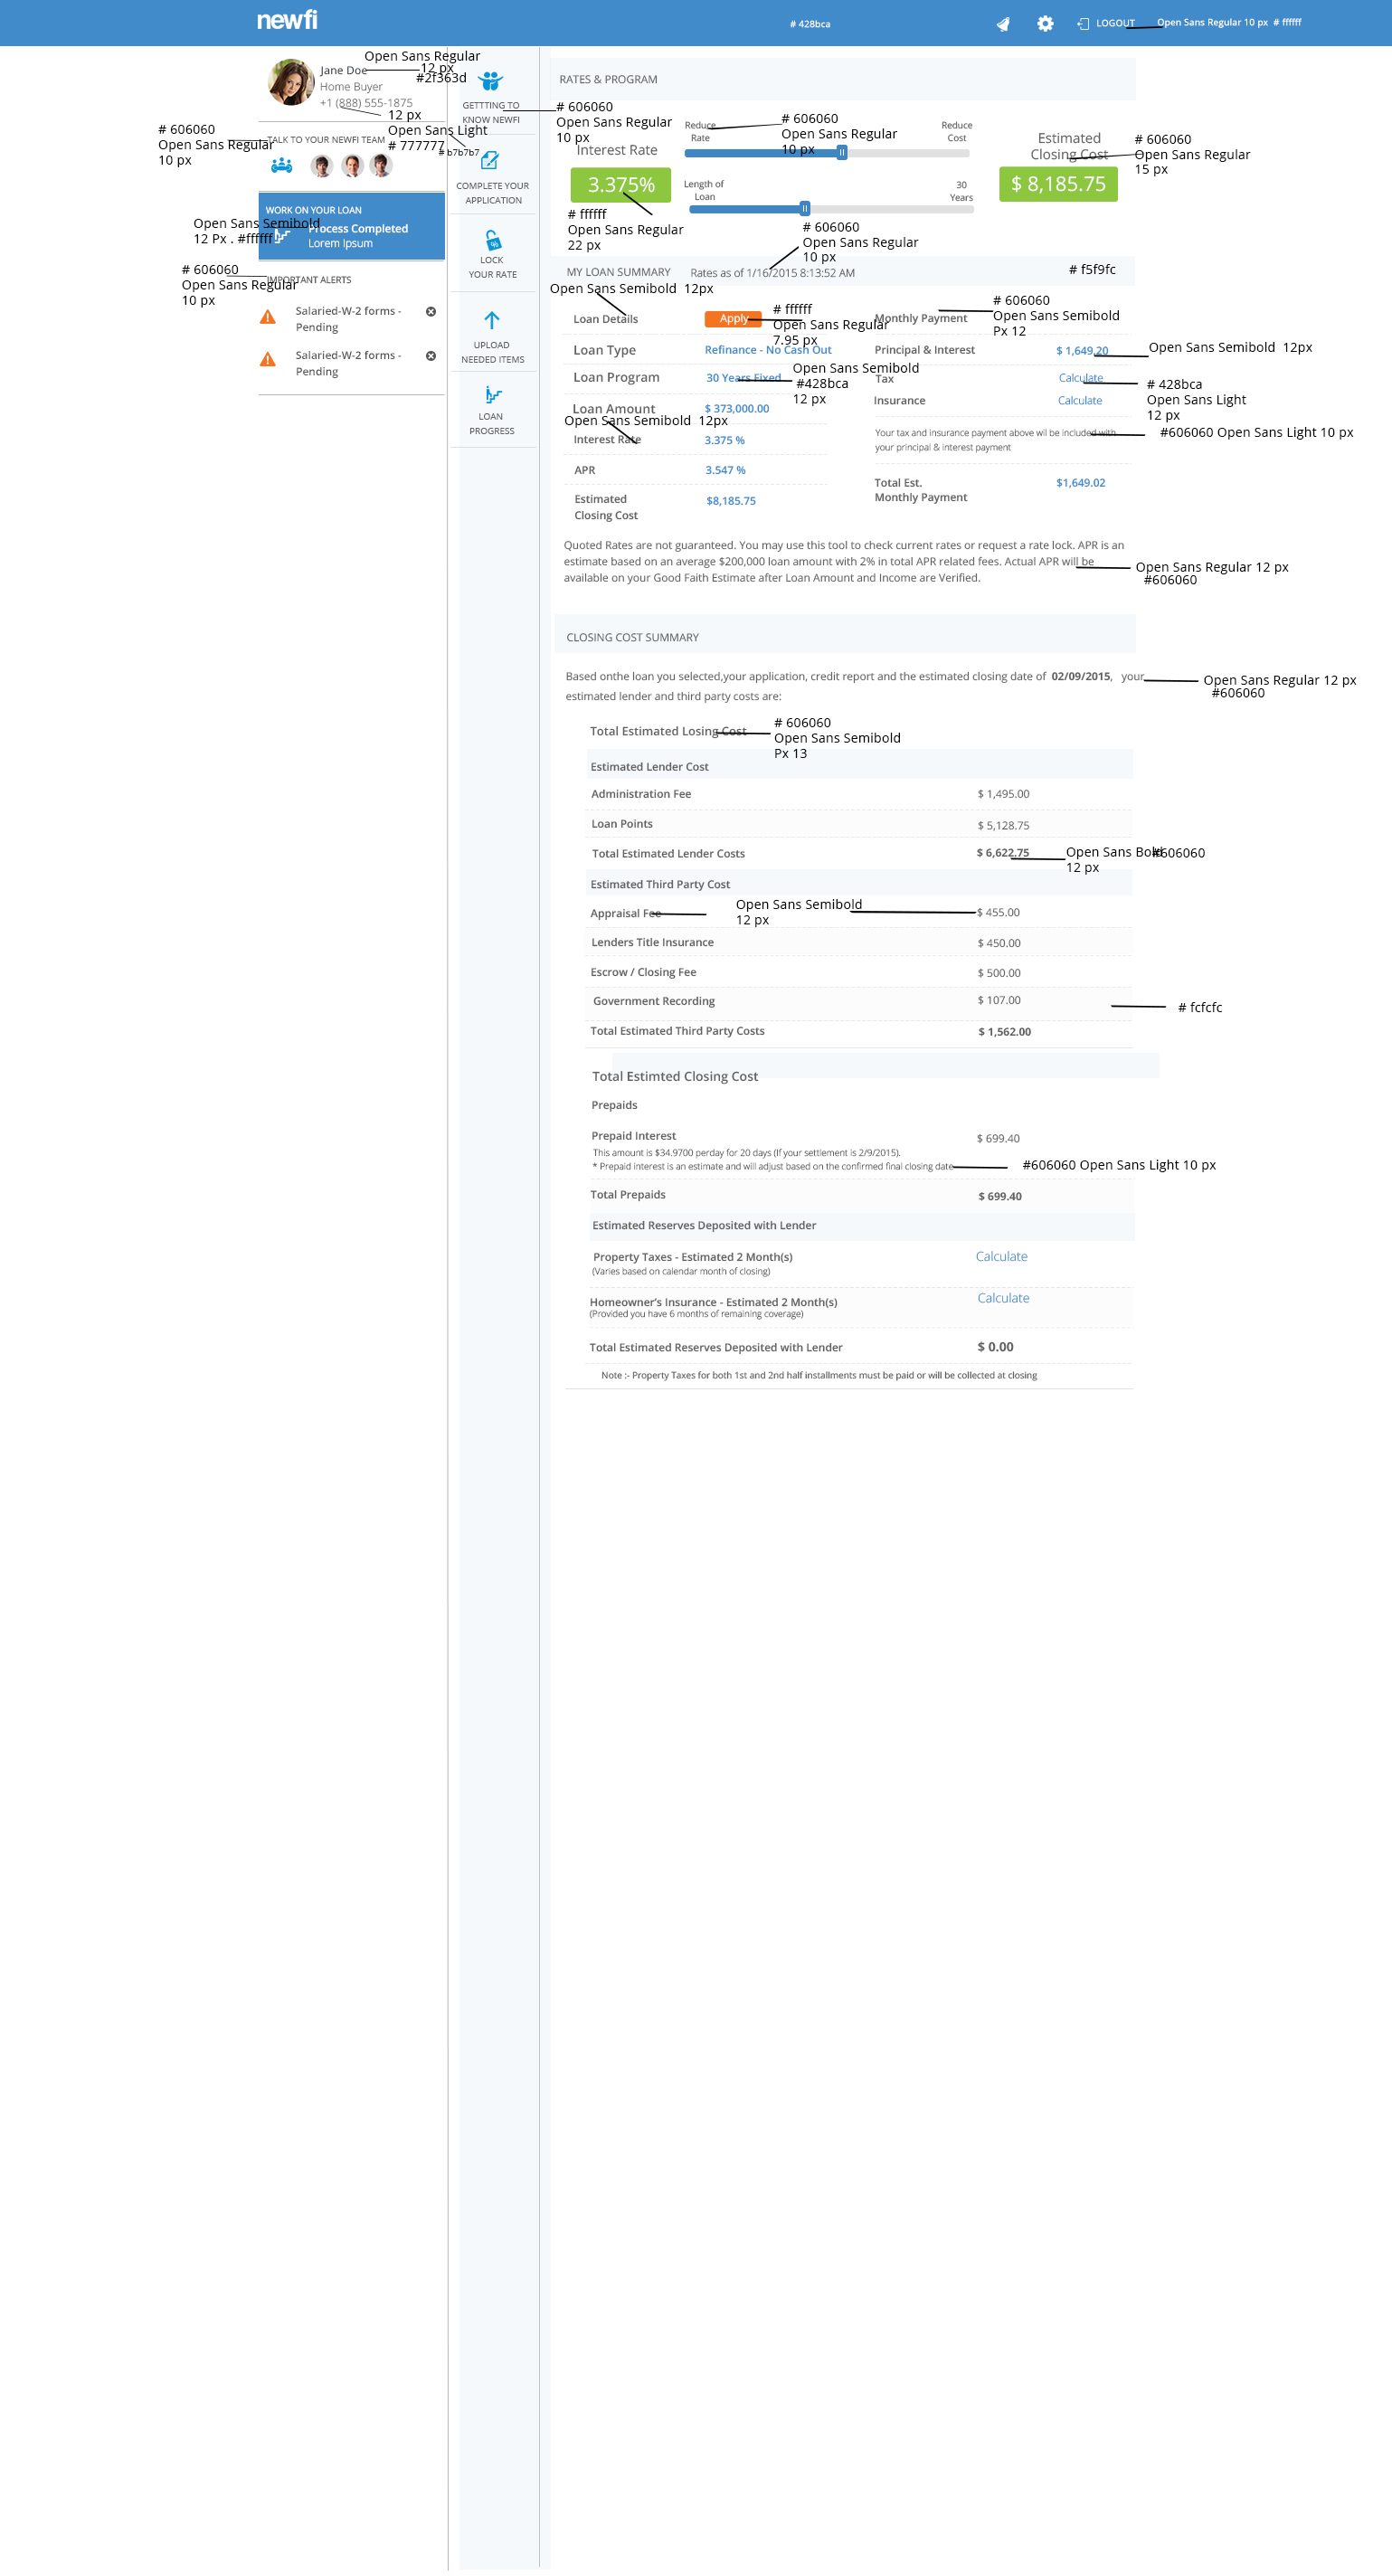 newfi
# 428bca
LOGOUT
Open Sans Regular 10 px # ffffff
Open Sans Regular
12 px
#2f363d
Jane Doe
Home Buyer
+1 (888) 555-1875
12 px
Open Sans Light
# 777777
# b7b7b7
# 606060
Open Sans Regular
10 px
TALK TO YOUR NEWFI TEAM
WORK ON YOUR LOAN
Open Sans Semibold
12 Px . #ffffff
Process Completed
Lorem Ipsum
# 606060
Open Sans Regular
10 px
IMPORTANT ALERTS
Salaried-W-2 forms -
Pending
Salaried-W-2 forms -
Pending
GETTTING TO
KNOW NEWFI
COMPLETE YOUR
APPLICATION
LOCK
YOUR RATE
UPLOAD
NEEDED ITEMS
LOAN
PROGRESS
RATES & PROGRAM
# 606060
Open Sans Regular
10 px
Interest Rate
3.375%
# ffffff
Open Sans Regular
22 px
Reduce
Rate
# 606060
Open Sans Regular
10 px
Reduce
Cost
Length of
Loan
30
Years
Estimated
Closing Cost
$ 8,185.75
# 606060
Open Sans Regular
15 px
# 606060
Open Sans Regular
10 px
MY LOAN SUMMARY
Rates as of 1/16/2015 8:13:52 AM
# f5f9fc
Open Sans Semibold 12px
Loan Details
Apply
# ffffff
Open Sans Regular
7.95 px
Monthly Payment
# 606060
Open Sans Semibold
Px 12
Loan Type
Refinance - No Cash Out
Principal & Interest
$ 1,649.20
Open Sans Semibold 12px
Loan Program
30 Years Fixed
Open Sans Semibold
#428bca
12 px
Tax
Calculate
# 428bca
Open Sans Light
12 px
Insurance
Calculate
Loan Amount
$ 373,000.00
Open Sans Semibold 12px
Interest Rate
3.375 %
Your tax and insurance payment above wil be included with
your principal & interest payment
#606060 Open Sans Light 10 px
APR
3.547 %
Total Est.
Monthly Payment
$1,649.02
Estimated
Closing Cost
$8,185.75
Quoted Rates are not guaranteed. You may use this tool to check current rates or request a rate lock. APR is an
estimate based on an average $200,000 loan amount with 2% in total APR related fees. Actual APR will be
available on your Good Faith Estimate after Loan Amount and Income are Verified.
Open Sans Regular 12 px
#606060
CLOSING COST SUMMARY
Based onthe loan you selected,your application, credit report and the estimated closing date of 02/09/2015, your
estimated lender and third party costs are:
Open Sans Regular 12 px
#606060
Total Estimated Losing Cost
# 606060
Open Sans Semibold
Px 13
Estimated Lender Cost
Administration Fee
$ 1,495.00
Loan Points
$ 5,128.75
Total Estimated Lender Costs
$ 6,622.75
Open Sans Bold
12 px
#606060
Estimated Third Party Cost
Appraisal Fee
Open Sans Semibold
12 px
$ 455.00
Lenders Title Insurance
$ 450.00
Escrow / Closing Fee
$ 500.00
Government Recording
$ 107.00
# fcfcfc
Total Estimated Third Party Costs
$ 1,562.00
Total Estimted Closing Cost
Prepaids
Prepaid Interest
$ 699.40
This amount is $34.9700 perday for 20 days (If your settlement is 2/9/2015).
* Prepaid interest is an estimate and will adjust based on the confirmed final closing date
#606060 Open Sans Light 10 px
Total Prepaids
$ 699.40
Estimated Reserves Deposited with Lender
Property Taxes - Estimated 2 Month(s)
(Varies based on calendar month of closing)
Calculate
Homeowner's Insurance - Estimated 2 Month(s)
(Provided you have 6 months of remaining coverage)
Calculate
Total Estimated Reserves Deposited with Lender
$ 0.00
Note :- Property Taxes for both 1st and 2nd half installments must be paid or will be collected at closing